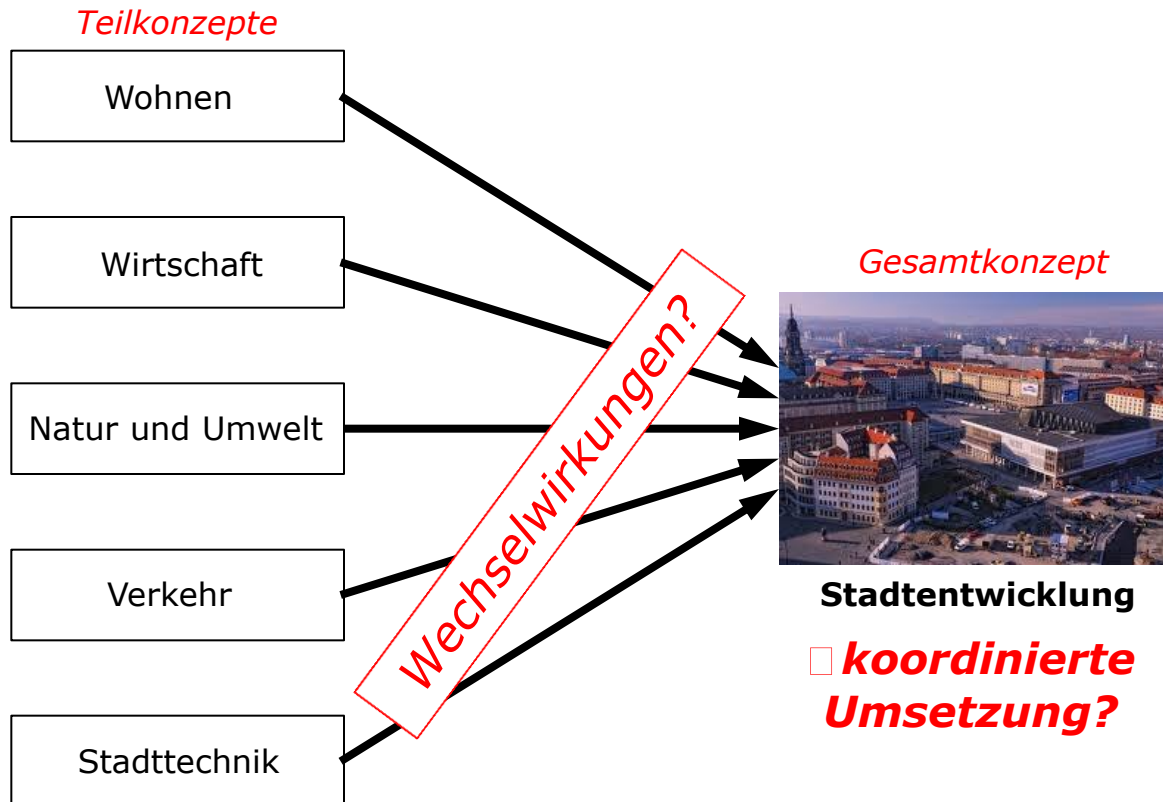 Teilkonzepte
Wohnen
Wirtschaft
Natur und Umwelt
Verkehr
Stadttechnik
Wechselwirkungen?
Gesamtkonzept
Stadtentwicklung
□ koordinierte
Umsetzung?